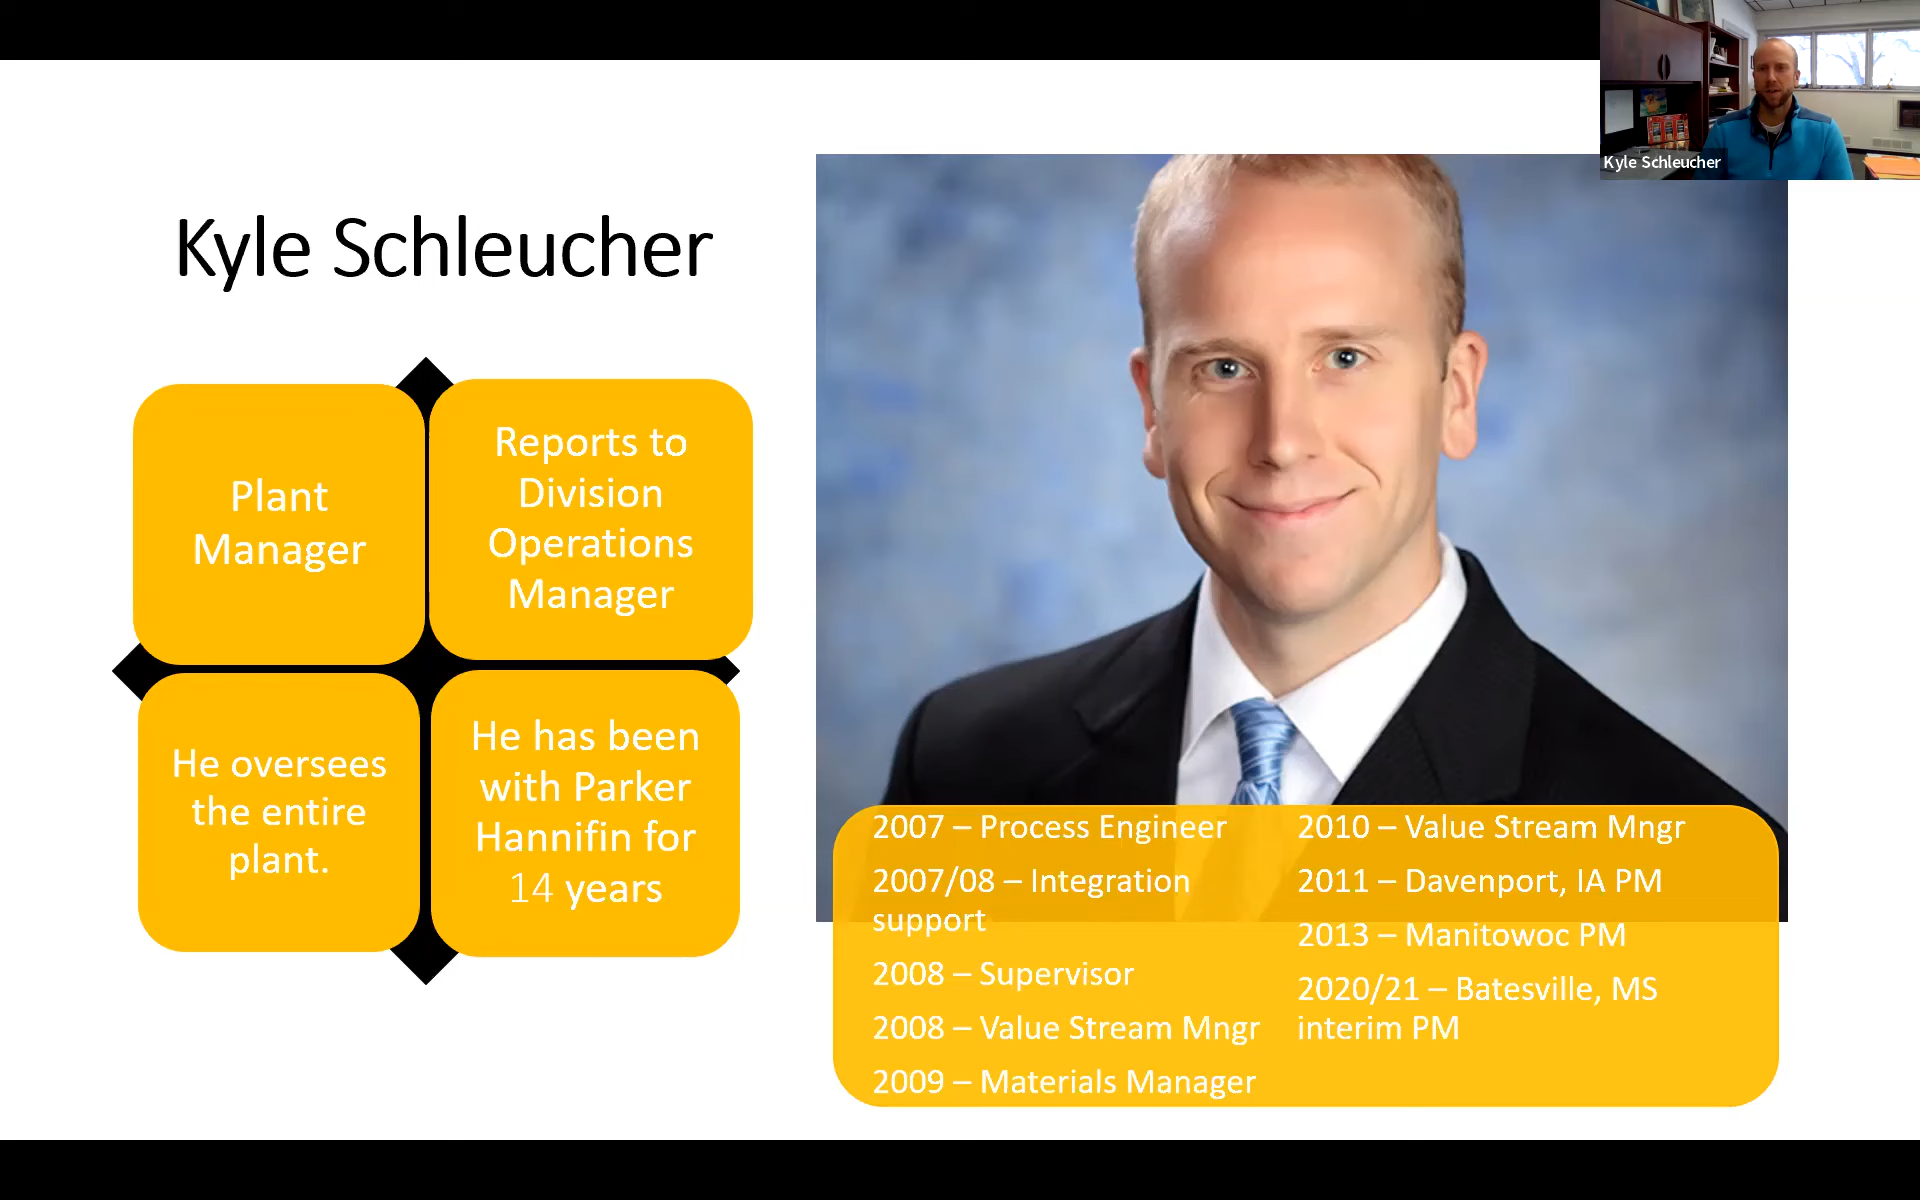 Kyle Schleucher
Kyle Schleucher
Plant
Manager
Reports to
Division
Operations
Manager
He oversees
the entire
plant.
He has been
with Parker
Hannifin for
14 years
2007 – Process Engineer
2007/08 – Integration
support
2008 – Supervisor
2008 – Value Stream Mngr
2009 – Materials Manager
2010 – Value Stream Mngr
2011 – Davenport, IA PM
2013 – Manitowoc PM
2020/21 – Batesville, MS
interim PM